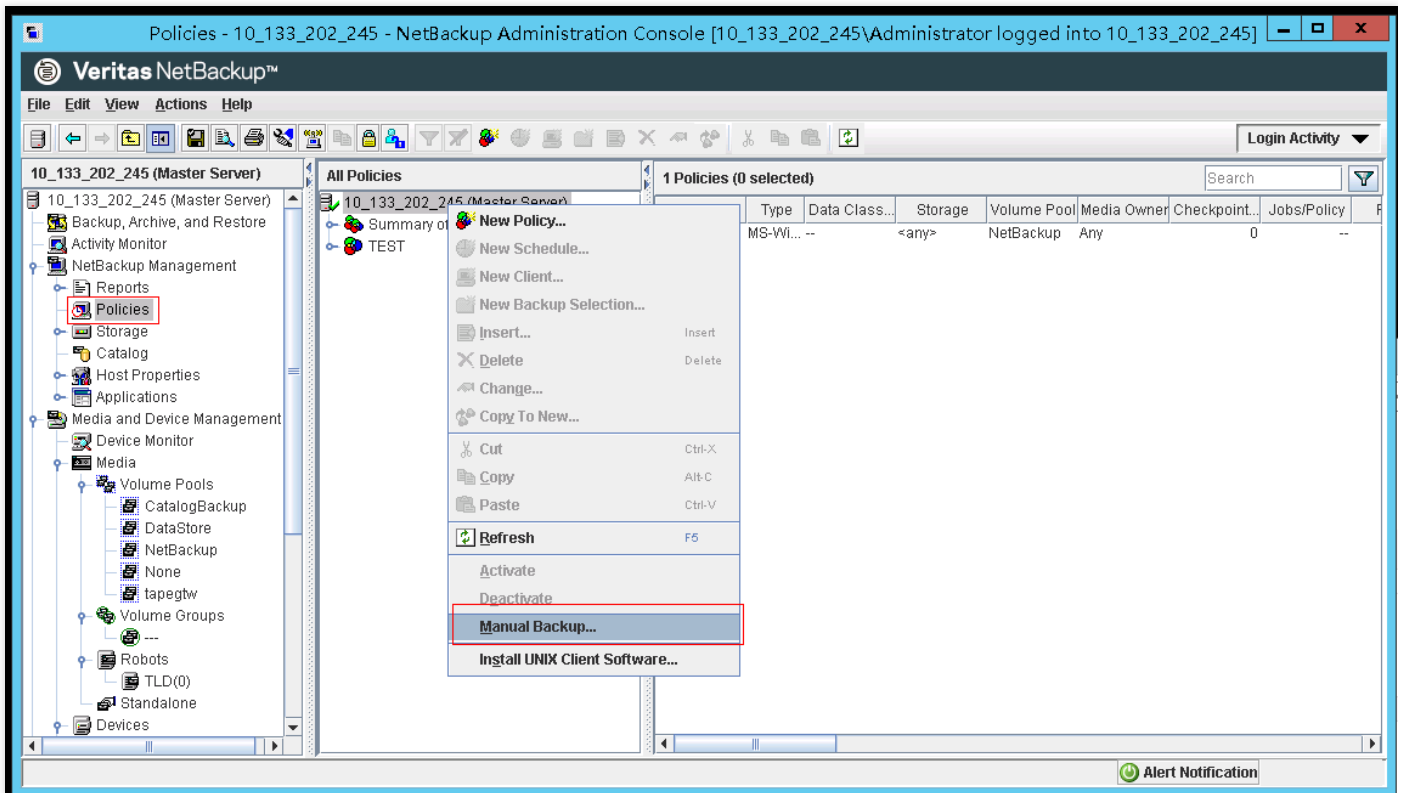 Policies - 10_133_202_245 - NetBackup Administration Console [10_133_202_245\Administrator logged into 10_133_202_245]
Veritas NetBackup™
File Edit View Actions Help
Login Activity
10_133_202_245 (Master Server)
10_133_202_245 (Master Server)
Backup, Archive, and Restore
Activity Monitor
NetBackup Management
Reports
Policies
Storage
Catalog
Host Properties
Applications
Media and Device Management
Device Monitor
Media
Volume Pools
CatalogBackup
DataStore
NetBackup
None
tapegtw
Volume Groups
---
Robots
TLD(0)
Standalone
Devices
All Policies
10_133_202_245 (Master Server)
Summary of
TEST
New Policy...
New Schedule...
New Client...
New Backup Selection...
Insert... Insert
Delete Delete
Change...
Copy To New...
Cut Ctrl-X
Copy Alt-C
Paste Ctrl-V
Refresh F5
Activate
Deactivate
Manual Backup...
Install UNIX Client Software...
1 Policies (0 selected)
Search
Type Data Class... Storage Volume Pool Media Owner Checkpoint... Jobs/Policy
MS-Wi... -- <any> NetBackup Any 0 --
Alert Notification